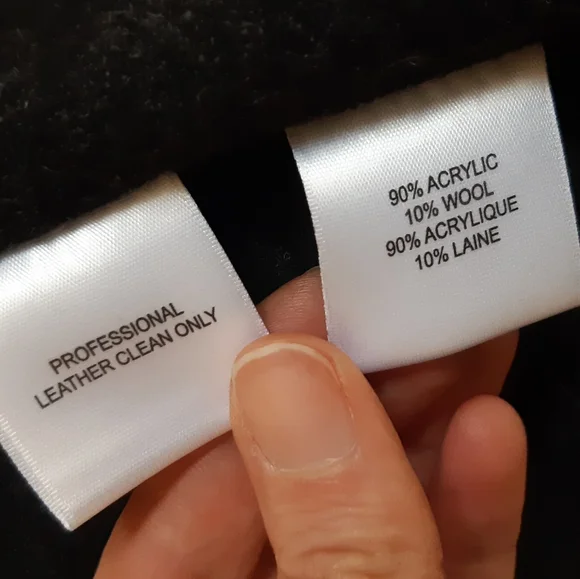 PROFESSIONAL
LEATHER CLEAN ONLY
90% ACRYLIC
10% WOOL
90% ACRYLIQUE
10% LAINE